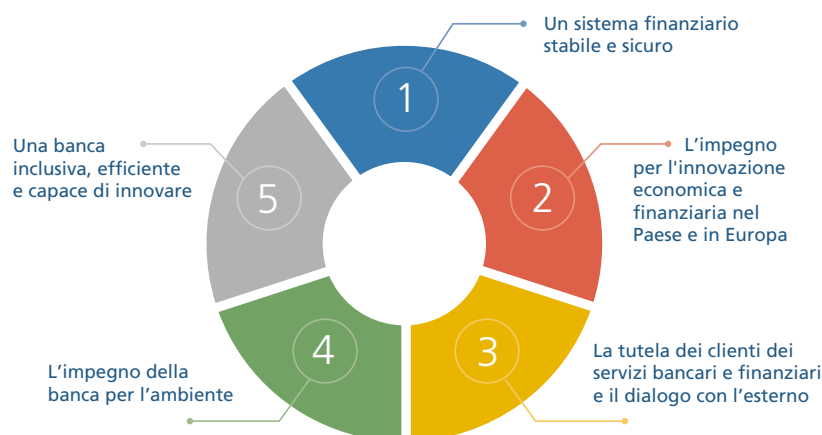 1
Un sistema finanziario
stabile e sicuro
2
L’impegno
per l'innovazione
economica e
finanziaria nel
Paese e in Europa
3
La tutela dei clienti dei
servizi bancari e finanziari
e il dialogo con l’esterno
4
L’impegno della
banca per l’ambiente
5
Una banca
inclusiva, efficiente
e capace di innovare